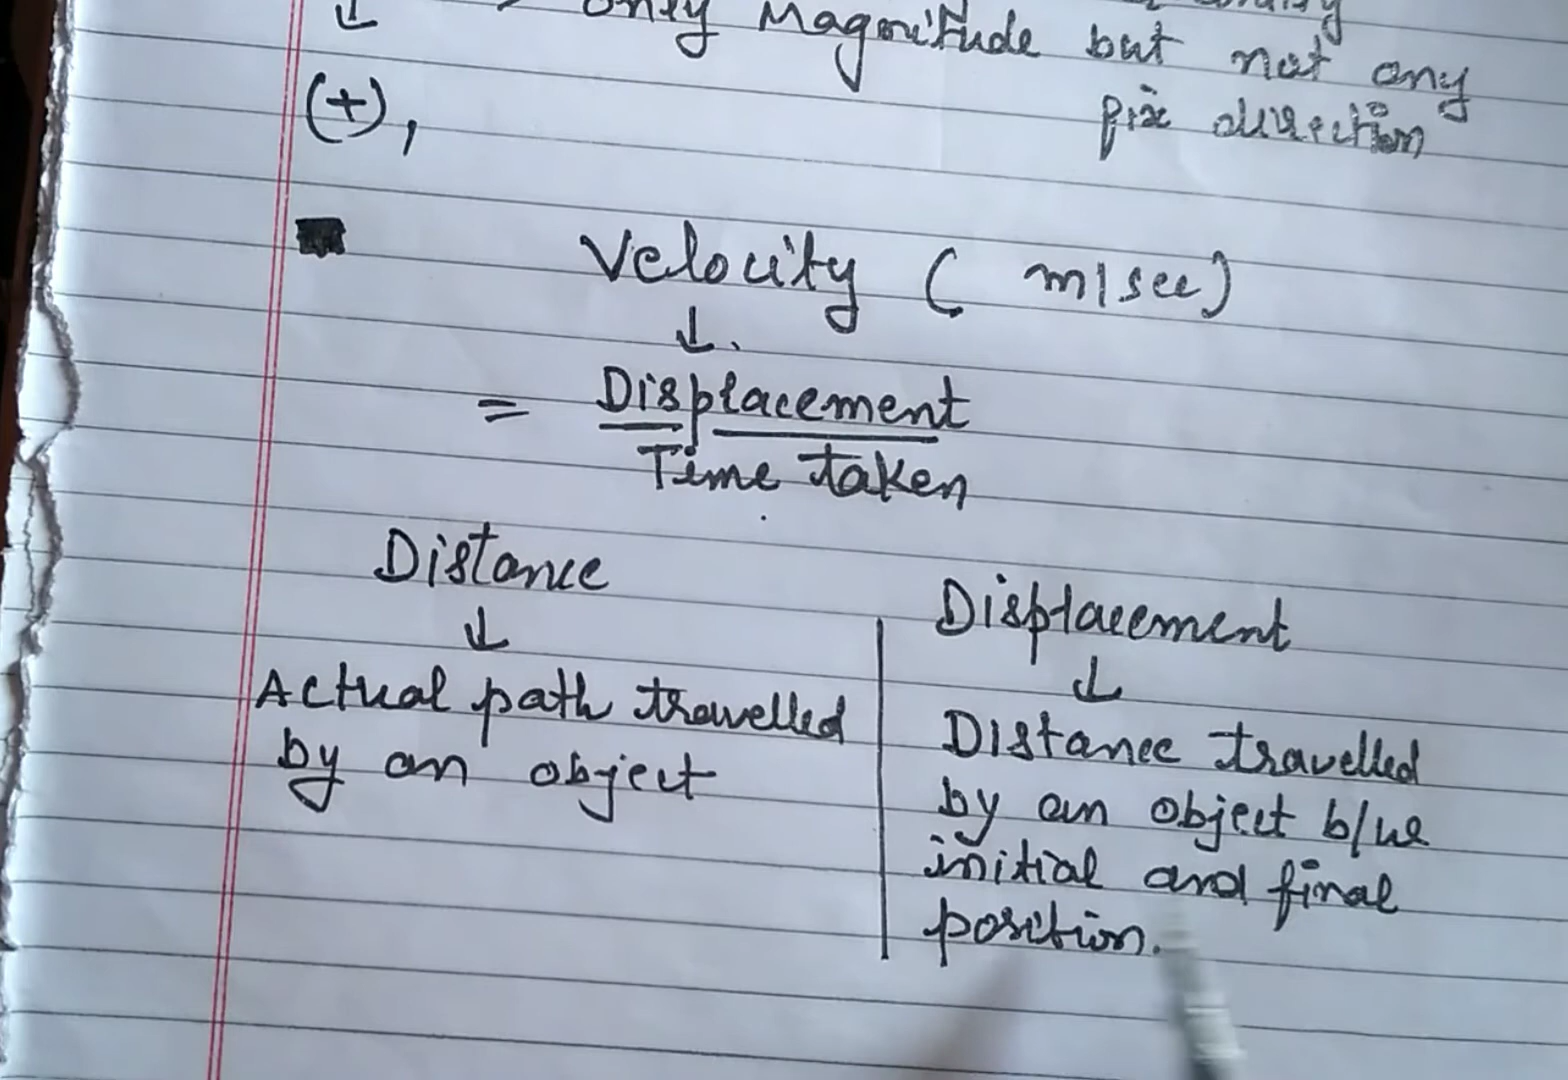 only Magnitude but not any
fix direction
(+),
Velocity ( m/sec)
= Displacement
Time taken
Distance
Displacement
Actual path travelled
by an object
Distance travelled
by an object b/w
initial and final
position.